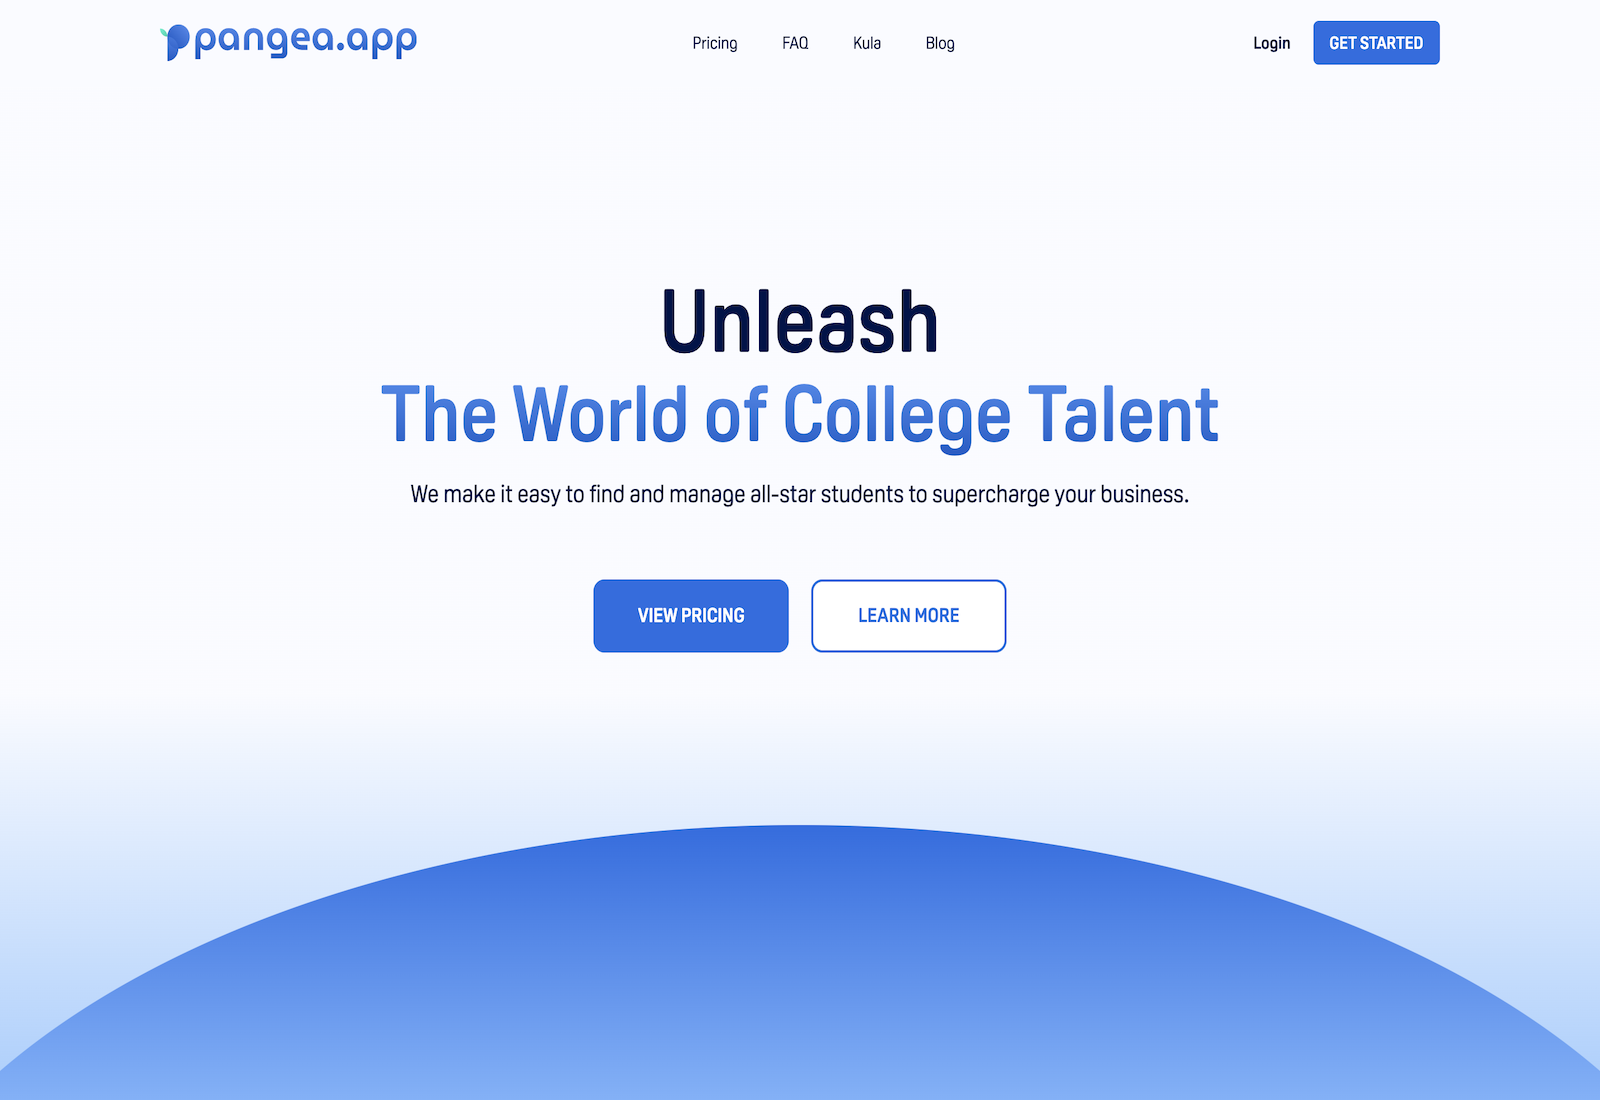 pangea.app
Pricing FAQ Kula Blog
Login GET STARTED
Unleash
The World of College Talent
We make it easy to find and manage all-star students to supercharge your business.
VIEW PRICING LEARN MORE